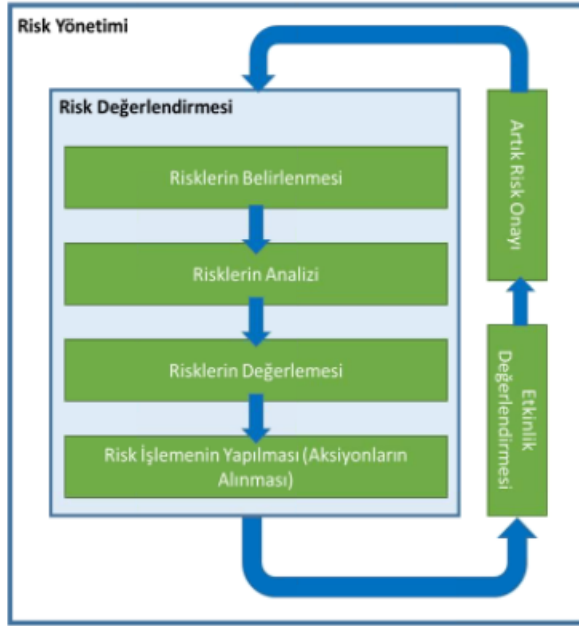 Risk Yönetimi
Risk Değerlendirmesi
Risklerin Belirlenmesi
Risklerin Analizi
Risklerin Değerlemesi
Risk İşlemenin Yapılması (Aksiyonların
Alınması)
Etkinlik
Değerlendirmesi
Artık Risk Onayı